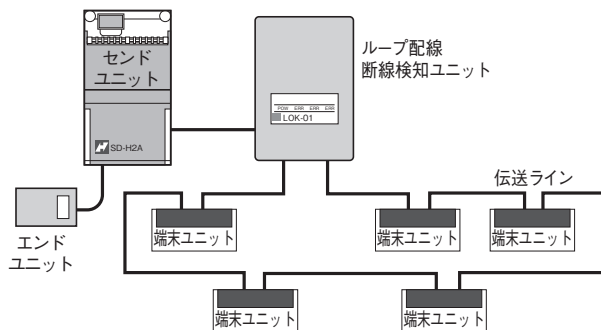 センド
ユニット
SD-H2A
ループ配線
断線検知ユニット
POW ERR ERR ERR
LOK-01
エンド
ユニット
伝送ライン
端末ユニット
端末ユニット
端末ユニット
端末ユニット
端末ユニット